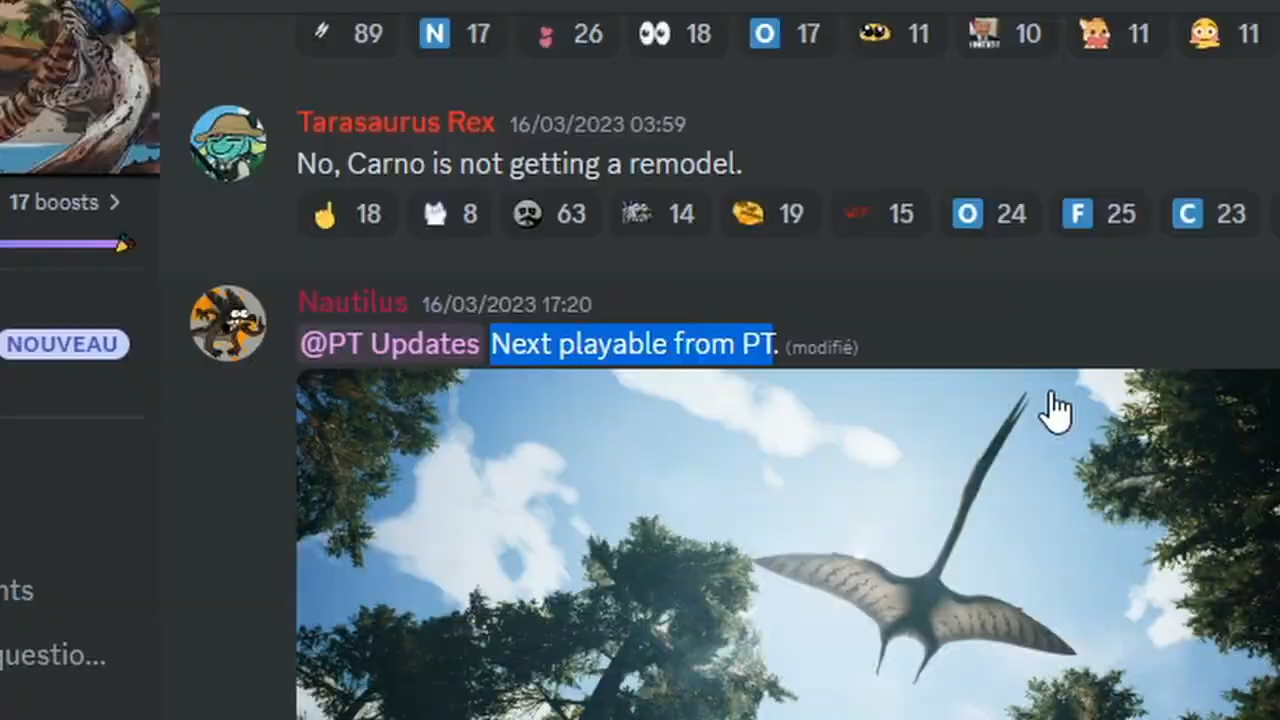 89 N 17 26 18 O 17 11 10 11 11
Tarasaurus Rex 16/03/2023 03:59
No, Carno is not getting a remodel.
17 boosts
18 8 63 14 19 15 O 24 F 25 C 23
Nautilus 16/03/2023 17:20
NOUVEAU
@PT Updates Next playable from PT. (modifié)
nts
questio...